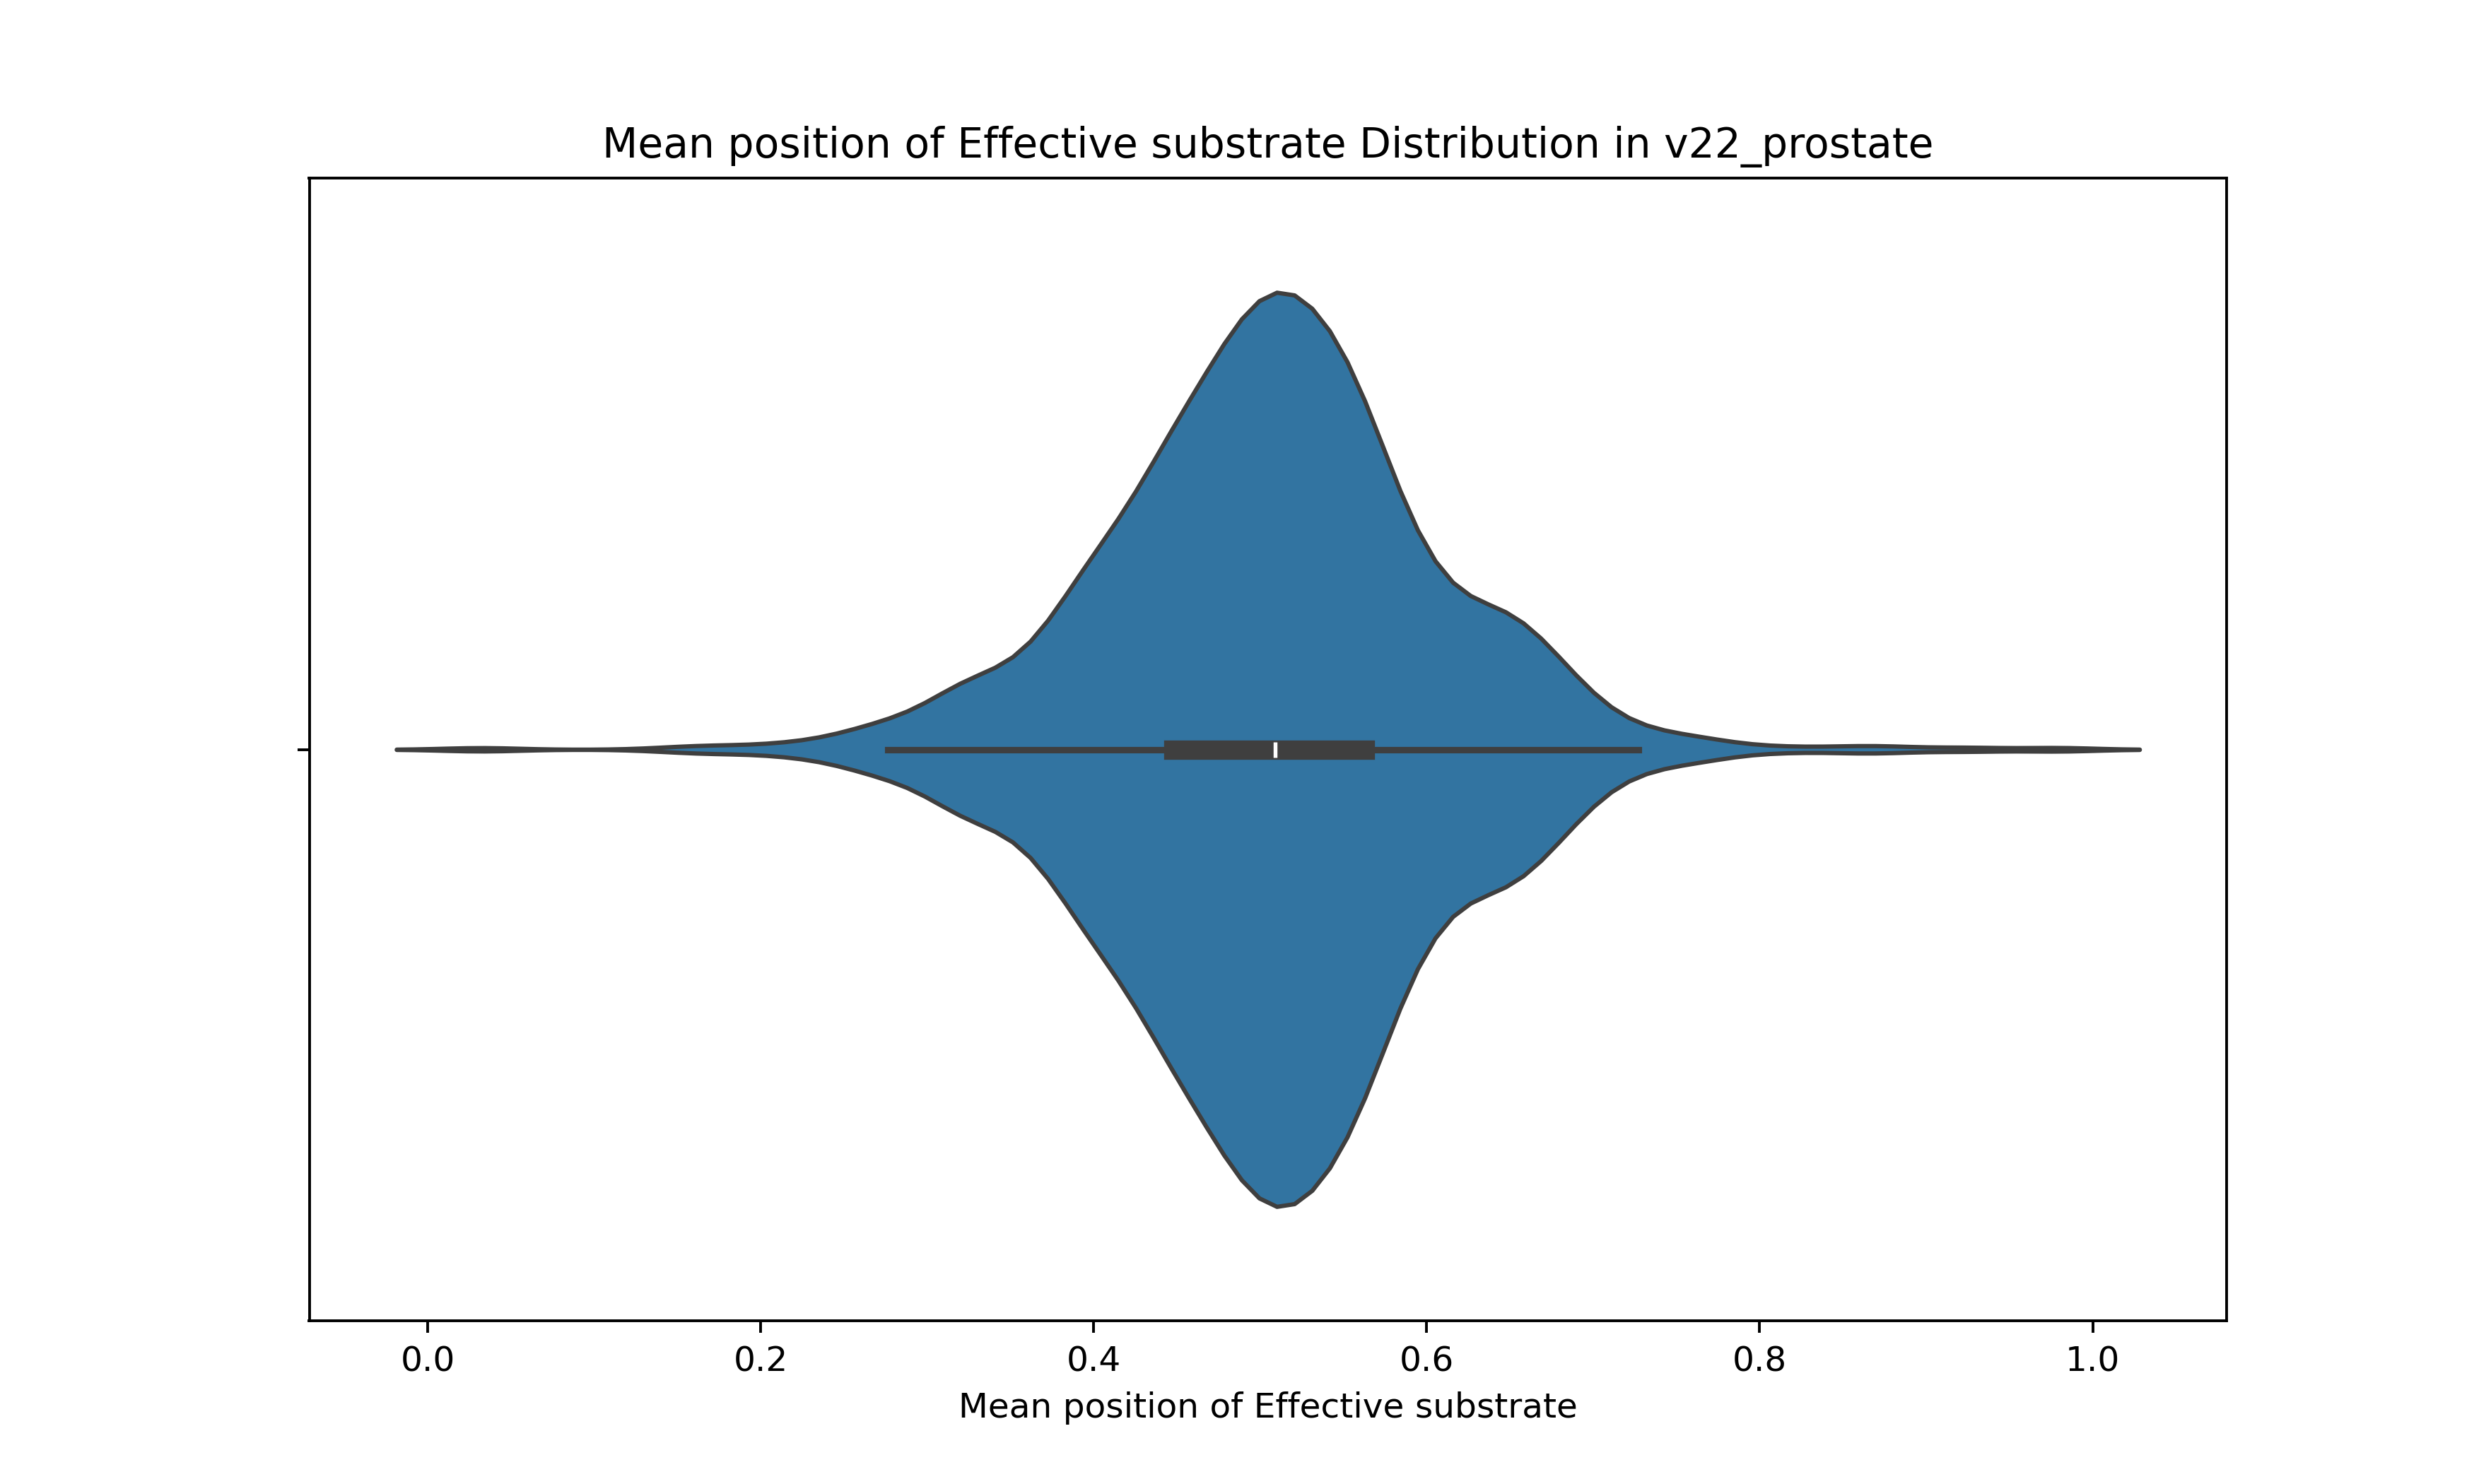 Mean position of Effective substrate Distribution in v22_prostate
0.0 0.2 0.4 0.6 0.8 1.0
Mean position of Effective substrate